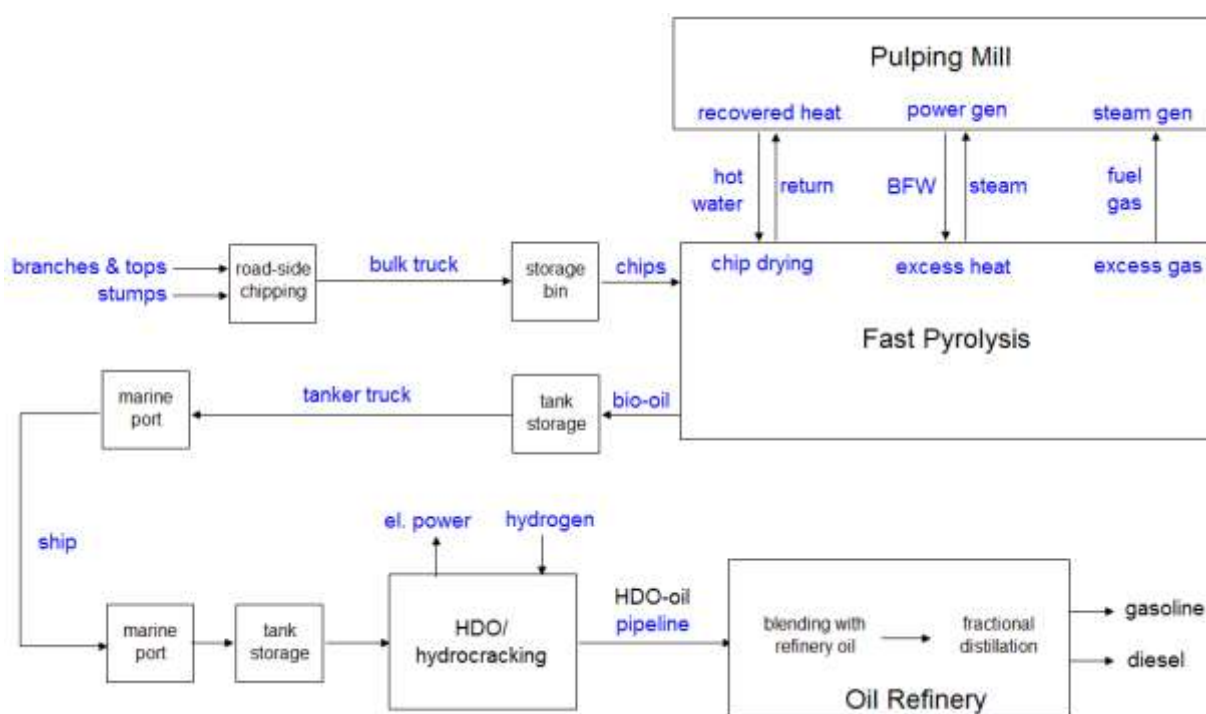 Pulping Mill
recovered heat
power gen
steam gen
hot
water
return
BFW
steam
fuel
gas
branches & tops
stumps
road-side
chipping
bulk truck
storage
bin
chips
chip drying
excess heat
excess gas
Fast Pyrolysis
marine
port
tanker truck
tank
storage
bio-oil
ship
el. power
hydrogen
marine
port
tank
storage
HDO/
hydrocracking
HDO-oil
pipeline
blending with
refinery oil
fractional
distillation
Oil Refinery
gasoline
diesel